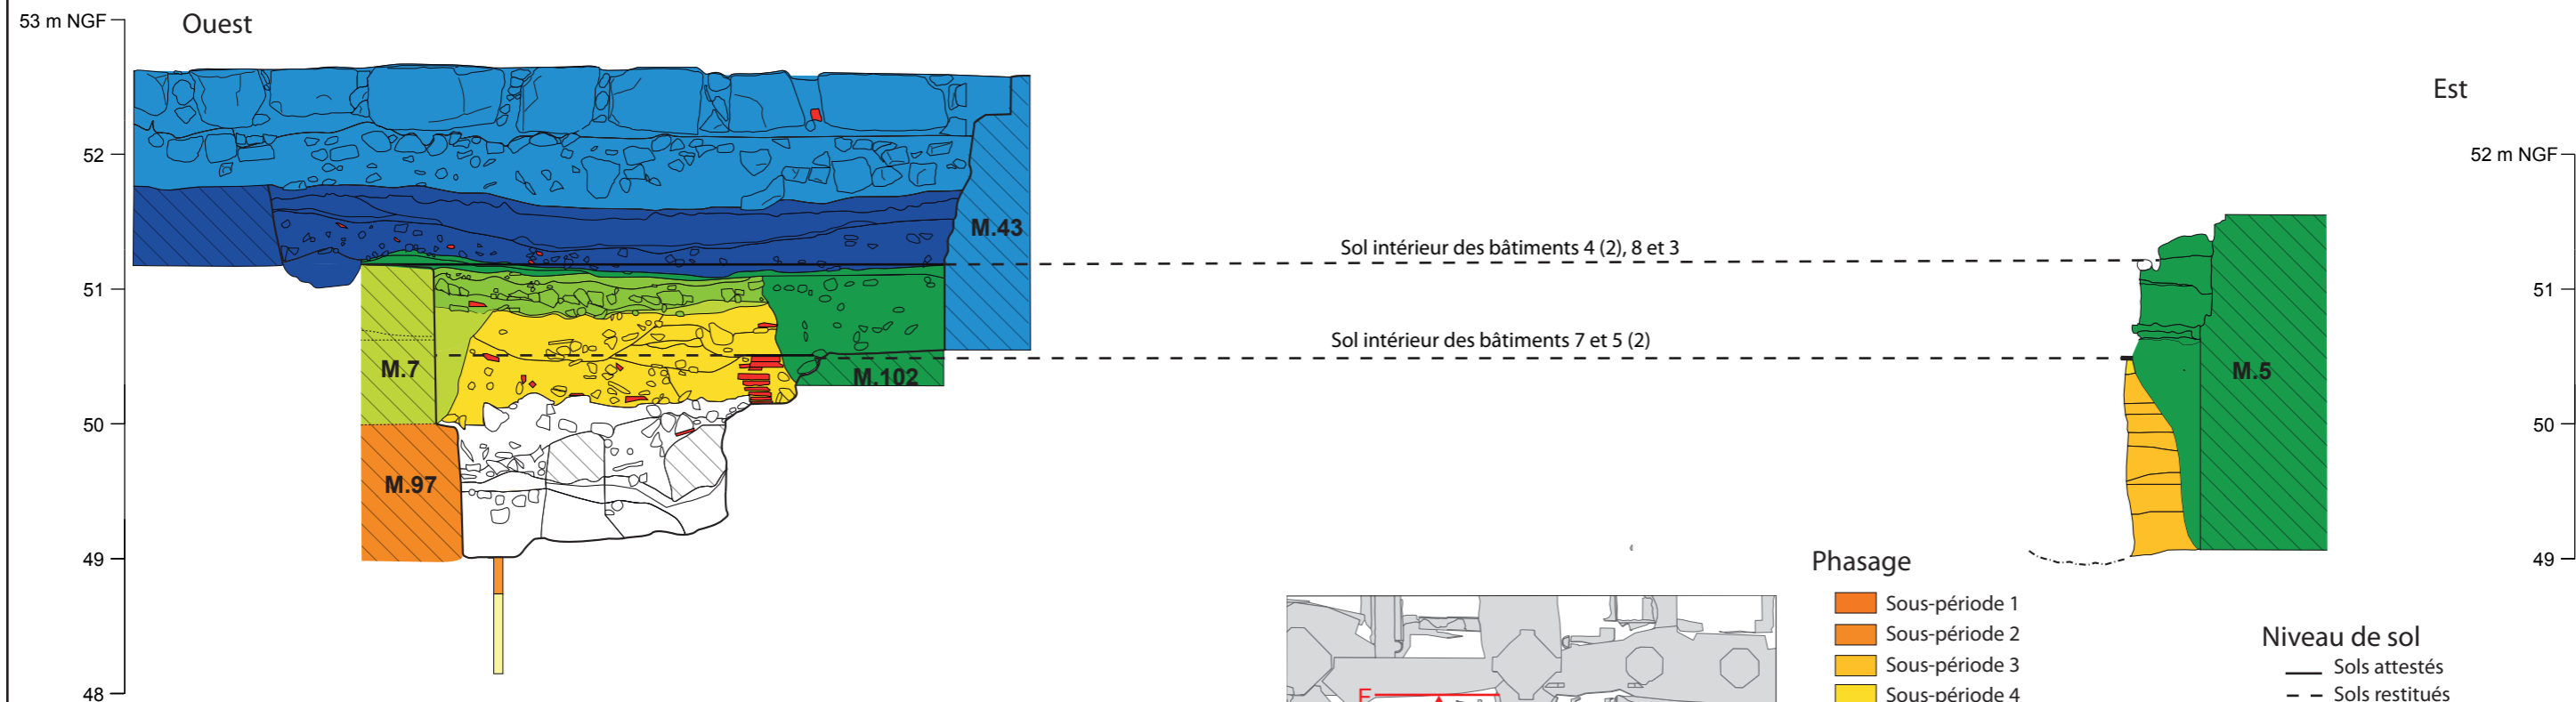 53 m NGF
Ouest
Est
52
52 m NGF
M.43
Sol intérieur des bâtiments 4 (2), 8 et 3
51
51
Sol intérieur des bâtiments 7 et 5 (2)
M.7
M.102
M.5
50
50
M.97
49
49
Phasage
Sous-période 1
Sous-période 2
Sous-période 3
Sous-période 4
Niveau de sol
Sols attestés
Sols restitués
F
48